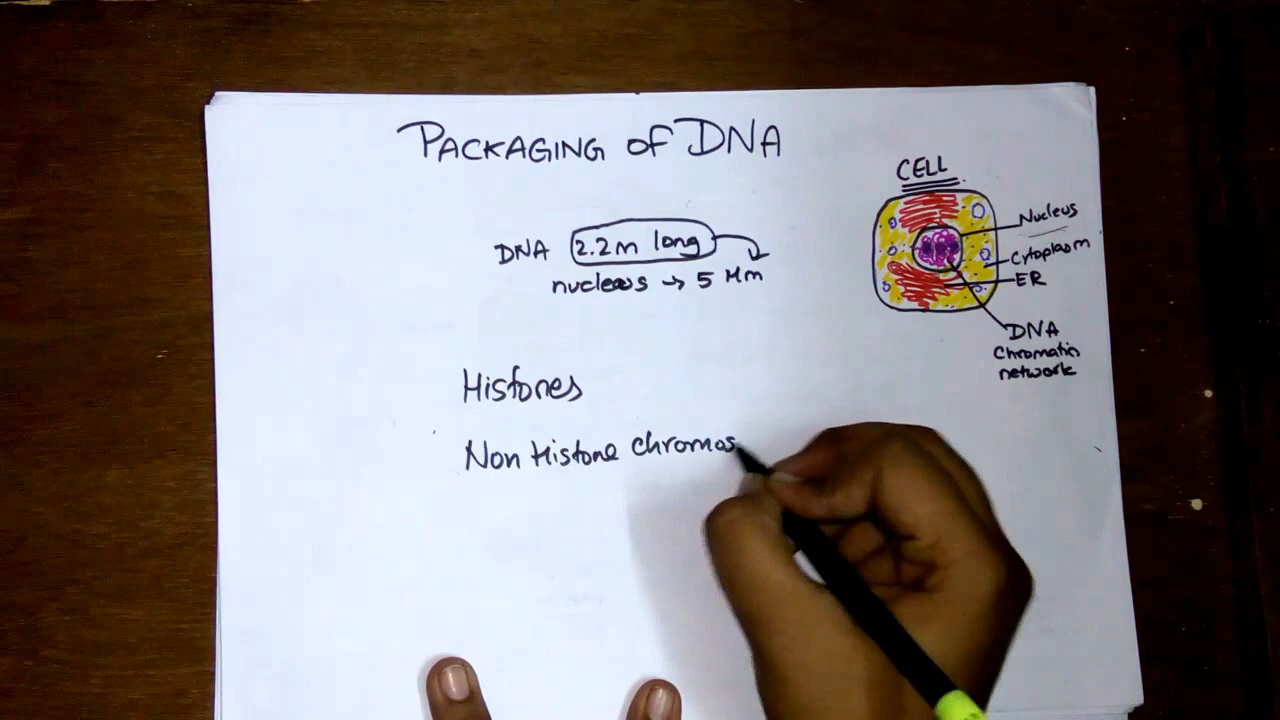 PACKAGING OF DNA
CELL
DNA 2.2m long
nucleus → 5 μm
Nucleus
Cytoplasm
ER
DNA
Chromatin
network
Histones
Non Histone chromos